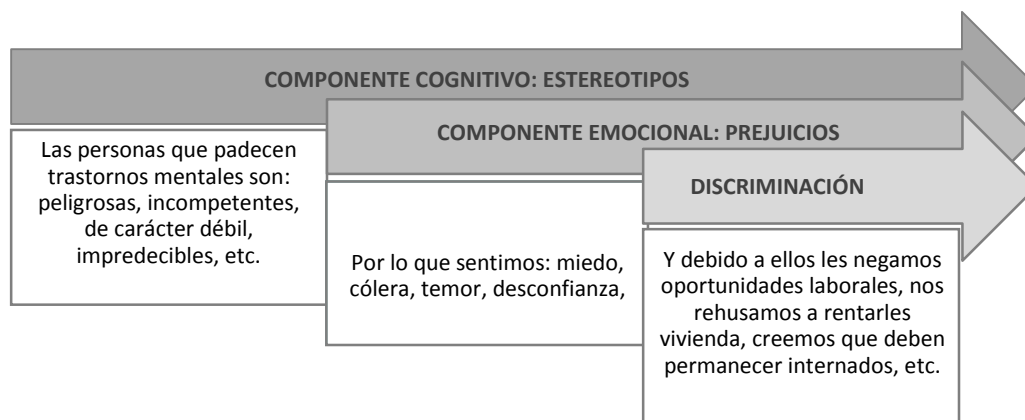 COMPONENTE COGNITIVO: ESTEREOTIPOS
Las personas que padecen
trastornos mentales son:
peligrosas, incompetentes,
de carácter débil,
impredecibles, etc.
COMPONENTE EMOCIONAL: PREJUICIOS
Por lo que sentimos: miedo,
cólera, temor, desconfianza,
DISCRIMINACIÓN
Y debido a ellos les negamos
oportunidades laborales, nos
rehusamos a rentarles
vivienda, creemos que deben
permanecer internados, etc.